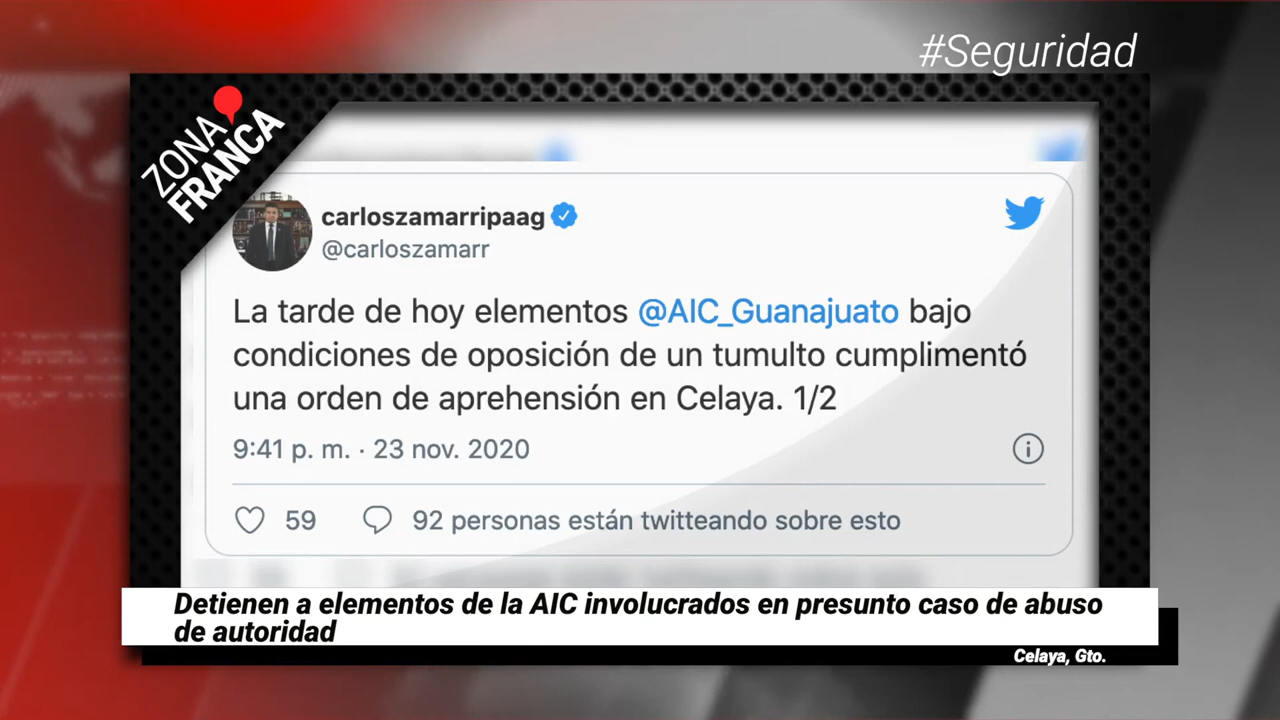 #Seguridad
ZONA
FRANCA
carloszamarripaag
@carloszamarr
La tarde de hoy elementos @AIC_Guanajuato bajo
condiciones de oposición de un tumulto cumplimentó
una orden de aprehensión en Celaya. 1/2
9:41 p. m. · 23 nov. 2020
59 92 personas están twitteando sobre esto
Detienen a elementos de la AIC involucrados en presunto caso de abuso
de autoridad
Celaya, Gto.